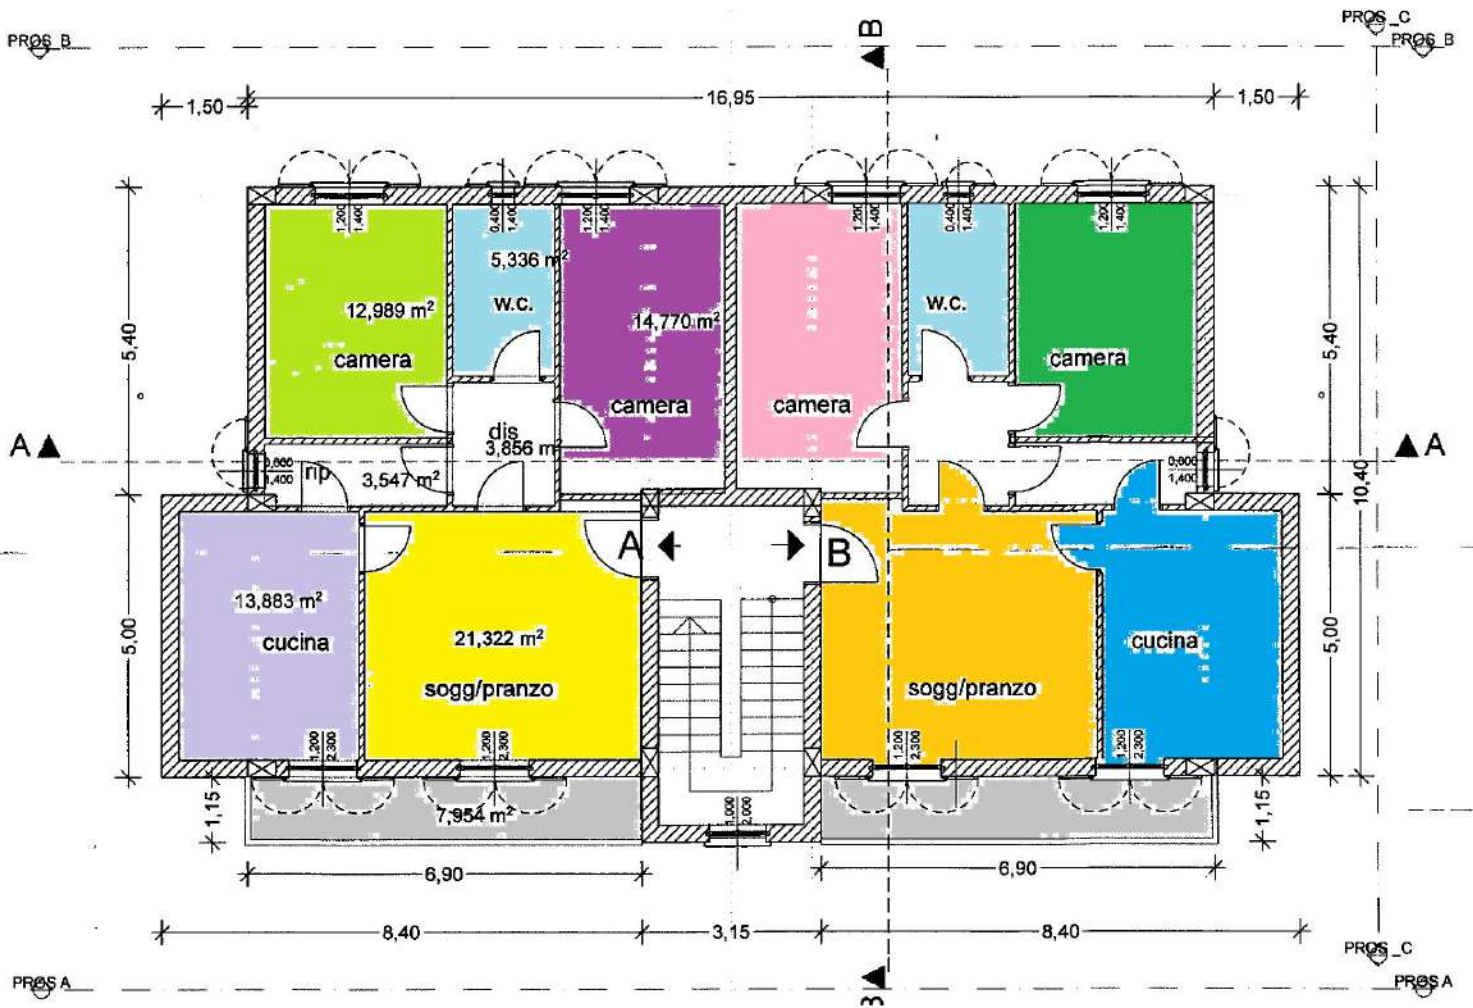 PROS_C
PROS_B
B
PROS_B
1,50
16,95
1,50
1,200
1,400
0,400
1,400
1,200
1,400
1,200
1,400
0,400
1,400
1,200
1,400
5,336 m²
12,989 m²
w.c.
w.c.
14,770 m²
5,40
5,40
camera
camera
camera
camera
dis
3,856 m²
A
A
0,600
1,400
rip
3,547 m²
0,600
1,400
10,40
A
B
13,883 m²
5,00
5,00
cucina
21,322 m²
cucina
sogg/pranzo
sogg/pranzo
1,200
2,300
1,200
2,300
1,200
2,300
1,200
2,300
1,15
7,954 m²
1,000
2,000
1,15
6,90
6,90
8,40
3,15
8,40
PROS_C
PROS A
B
PROS A